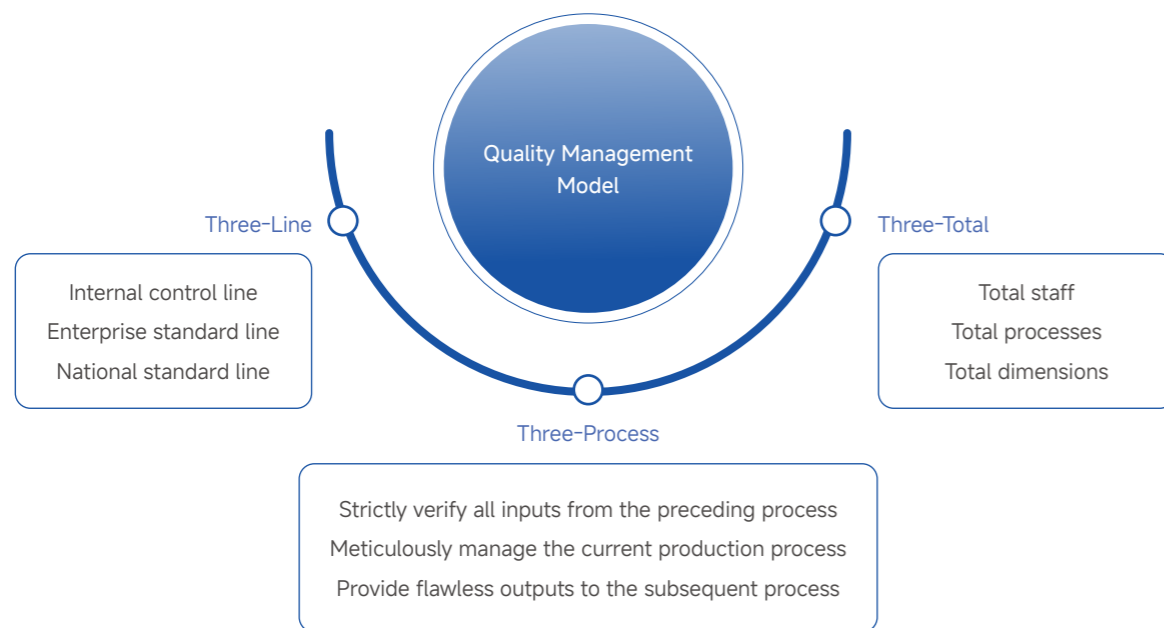 Quality Management
Model
Three-Line
Internal control line
Enterprise standard line
National standard line
Three-Process
Strictly verify all inputs from the preceding process
Meticulously manage the current production process
Provide flawless outputs to the subsequent process
Three-Total
Total staff
Total processes
Total dimensions